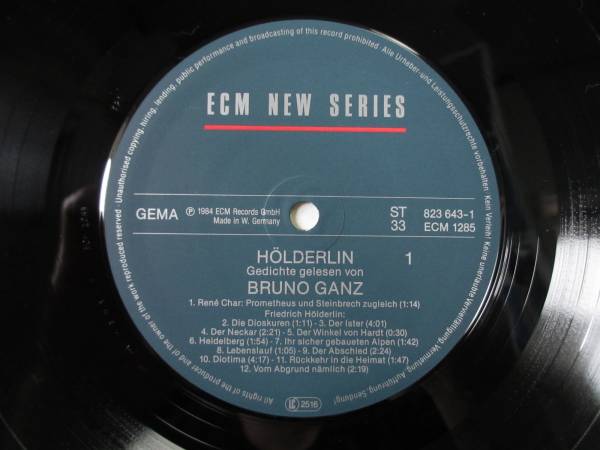 ECM NEW SERIES
GEMA
℗ 1984 ECM Records GmbH
Made in W. Germany
ST
33
823 643-1
ECM 1285
HÖLDERLIN
1
Gedichte gelesen von
BRUNO GANZ
1. René Char: Prometheus und Steinbrech zugleich (1:14)
Friedrich Hölderlin:
2. Die Dioskuren (1:11) - 3. Der Ister (4:01)
4. Der Neckar (2:21) - 5. Der Winkel von Hardt (0:30)
6. Heidelberg (1:54) - 7. Ihr sicher gebaueten Alpen (1:42)
8. Lebenslauf (1:05) - 9. Der Abschied (2:24)
10. Diotima (4:17) - 11. Rückkehr in die Heimat (1:47)
12. Vom Abgrund nämlich (2:19)
LC 2516
All rights of the producer and of the owner of the work reproduced reserved · Unauthorised copying, hiring, lending, public performance and broadcasting of this record prohibited · Alle Urheber- und Leistungsschutzrechte vorbehalten · Kein Verleih! Keine unerlaubte Vervielfältigung, Vermietung, Aufführung, Sendung!